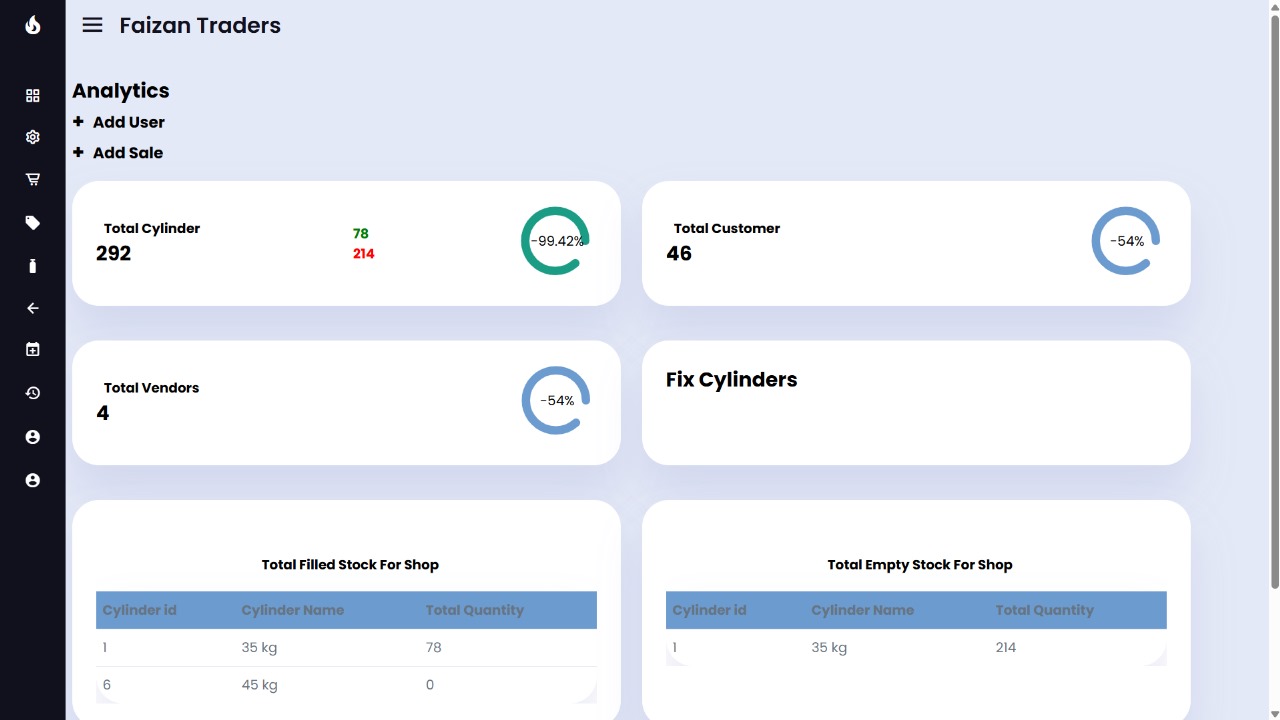 Faizan Traders
Analytics
+ Add User
+ Add Sale
Total Cylinder
292
78
214
-99.42%
Total Customer
46
-54%
Total Vendors
4
-54%
Fix Cylinders
Total Filled Stock For Shop
Cylinder id Cylinder Name Total Quantity
1 35 kg 78
6 45 kg 0
Total Empty Stock For Shop
Cylinder id Cylinder Name Total Quantity
1 35 kg 214